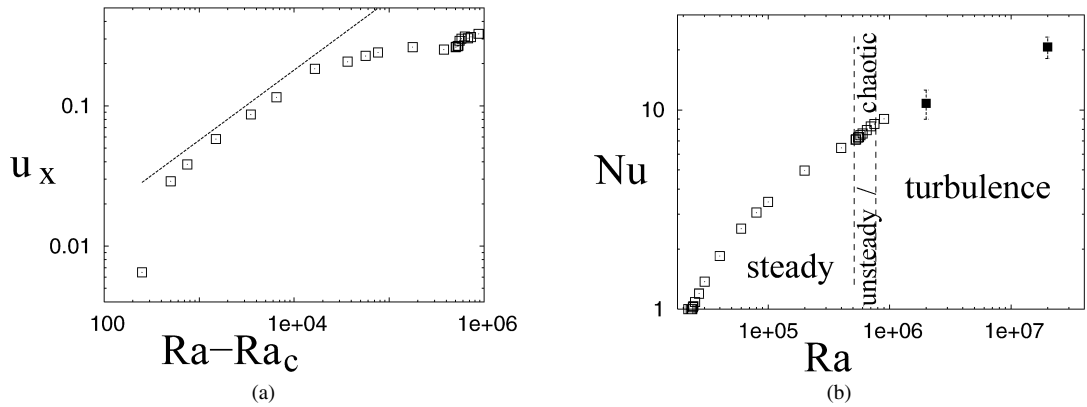 0.1
0.01
u x
100
1e+04
1e+06
Ra−Rac
(a)
10
1
Nu
steady
unsteady / chaotic
turbulence
1e+05
1e+06
1e+07
Ra
(b)